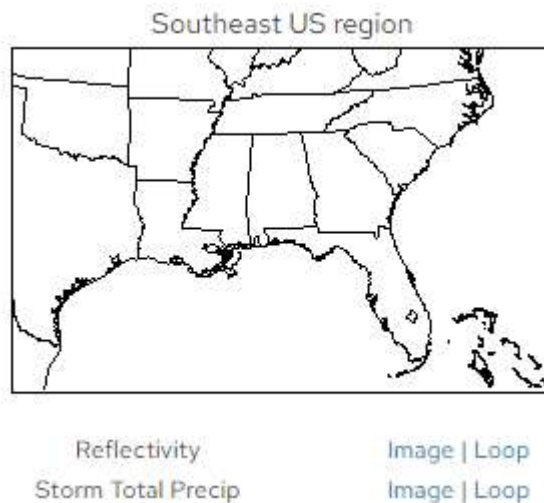 Southeast US region
Reflectivity Image | Loop
Storm Total Precip Image | Loop